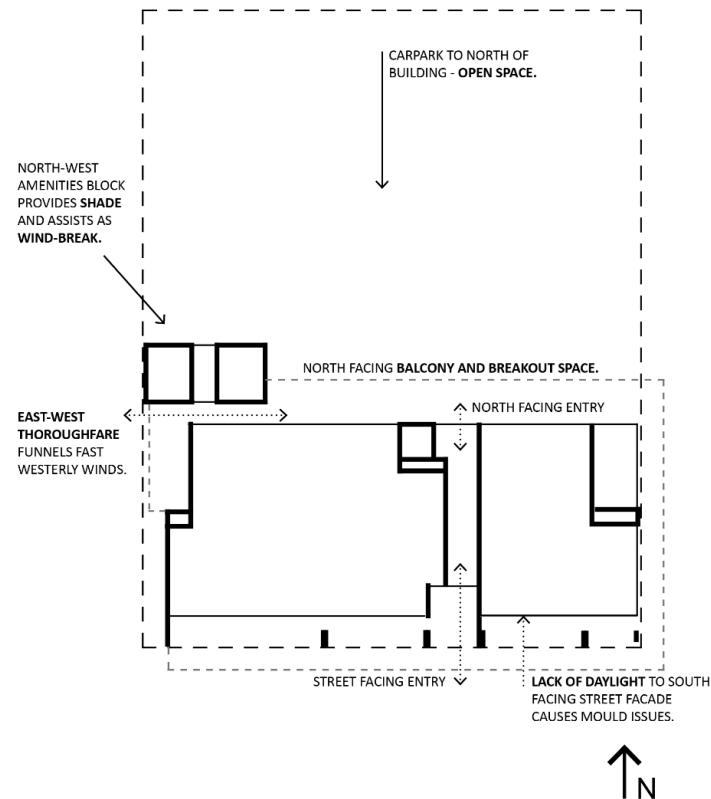 CARPARK TO NORTH OF
BUILDING - OPEN SPACE.
NORTH-WEST
AMENITIES BLOCK
PROVIDES SHADE
AND ASSISTS AS
WIND-BREAK.
NORTH FACING BALCONY AND BREAKOUT SPACE.
NORTH FACING ENTRY
EAST-WEST
THOROUGHFARE
FUNNELS FAST
WESTERLY WINDS.
STREET FACING ENTRY
LACK OF DAYLIGHT TO SOUTH
FACING STREET FACADE
CAUSES MOULD ISSUES.
N